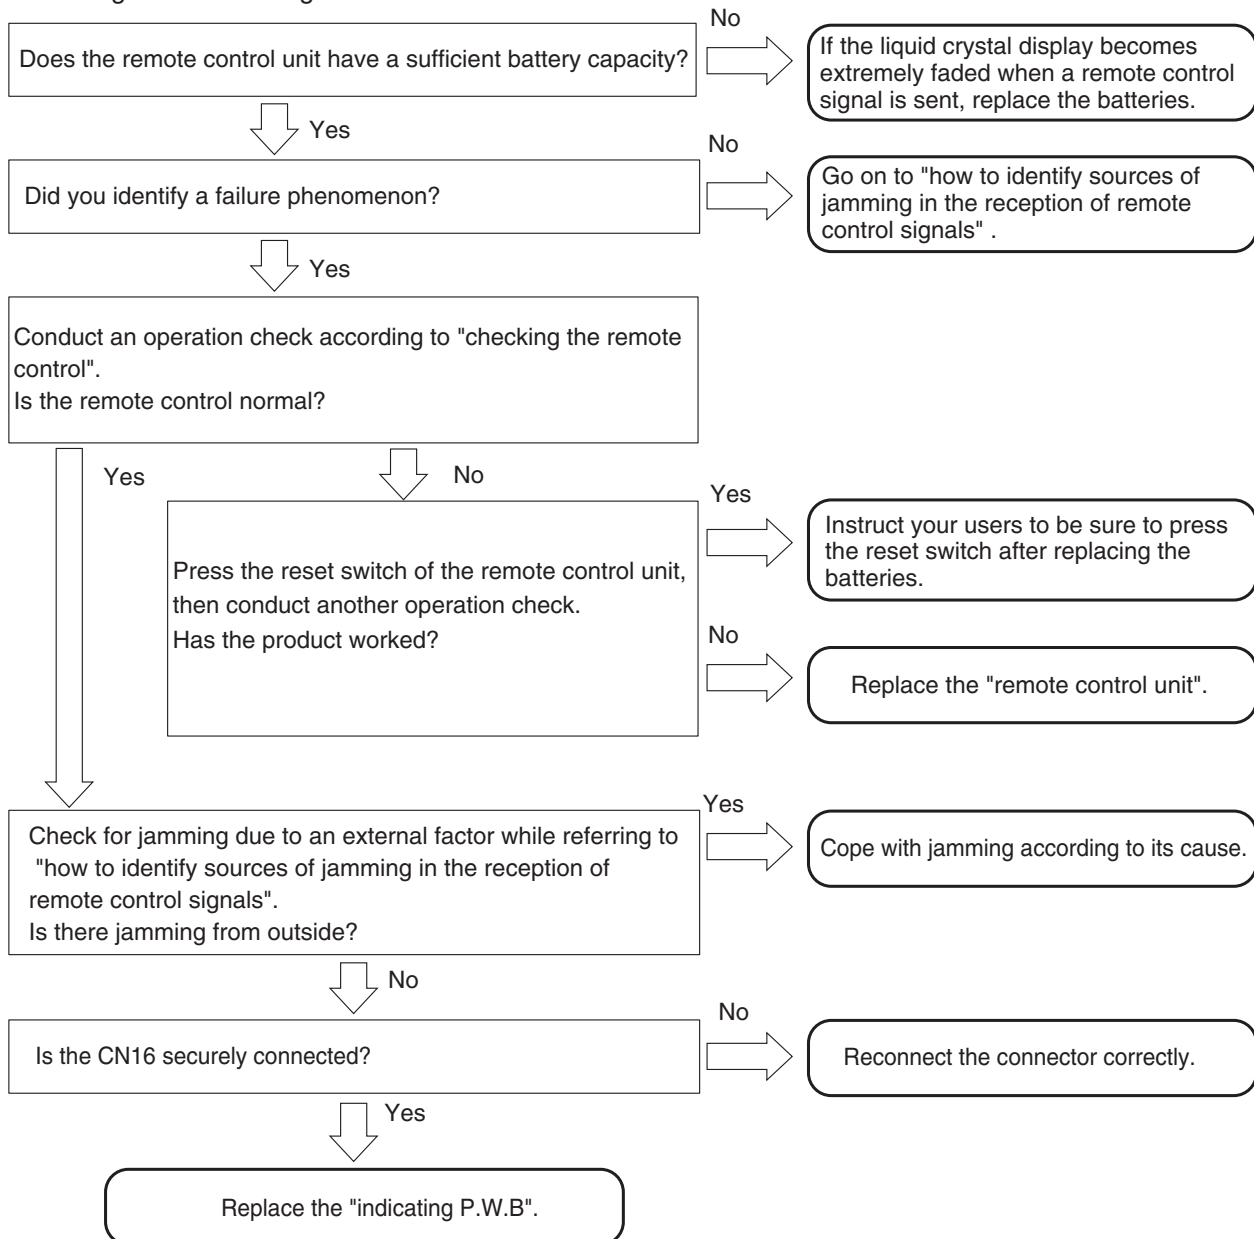 No
Does the remote control unit have a sufficient battery capacity?
If the liquid crystal display becomes
extremely faded when a remote control
signal is sent, replace the batteries.
Yes
No
Did you identify a failure phenomenon?
Go on to "how to identify sources of
jamming in the reception of remote
control signals" .
Yes
Conduct an operation check according to "checking the remote
control".
Is the remote control normal?
Yes
No
Press the reset switch of the remote control unit,
then conduct another operation check.
Has the product worked?
Yes
Instruct your users to be sure to press
the reset switch after replacing the
batteries.
No
Replace the "remote control unit".
Check for jamming due to an external factor while referring to
"how to identify sources of jamming in the reception of
remote control signals".
Is there jamming from outside?
Yes
Cope with jamming according to its cause.
No
Is the CN16 securely connected?
No
Reconnect the connector correctly.
Yes
Replace the "indicating P.W.B".